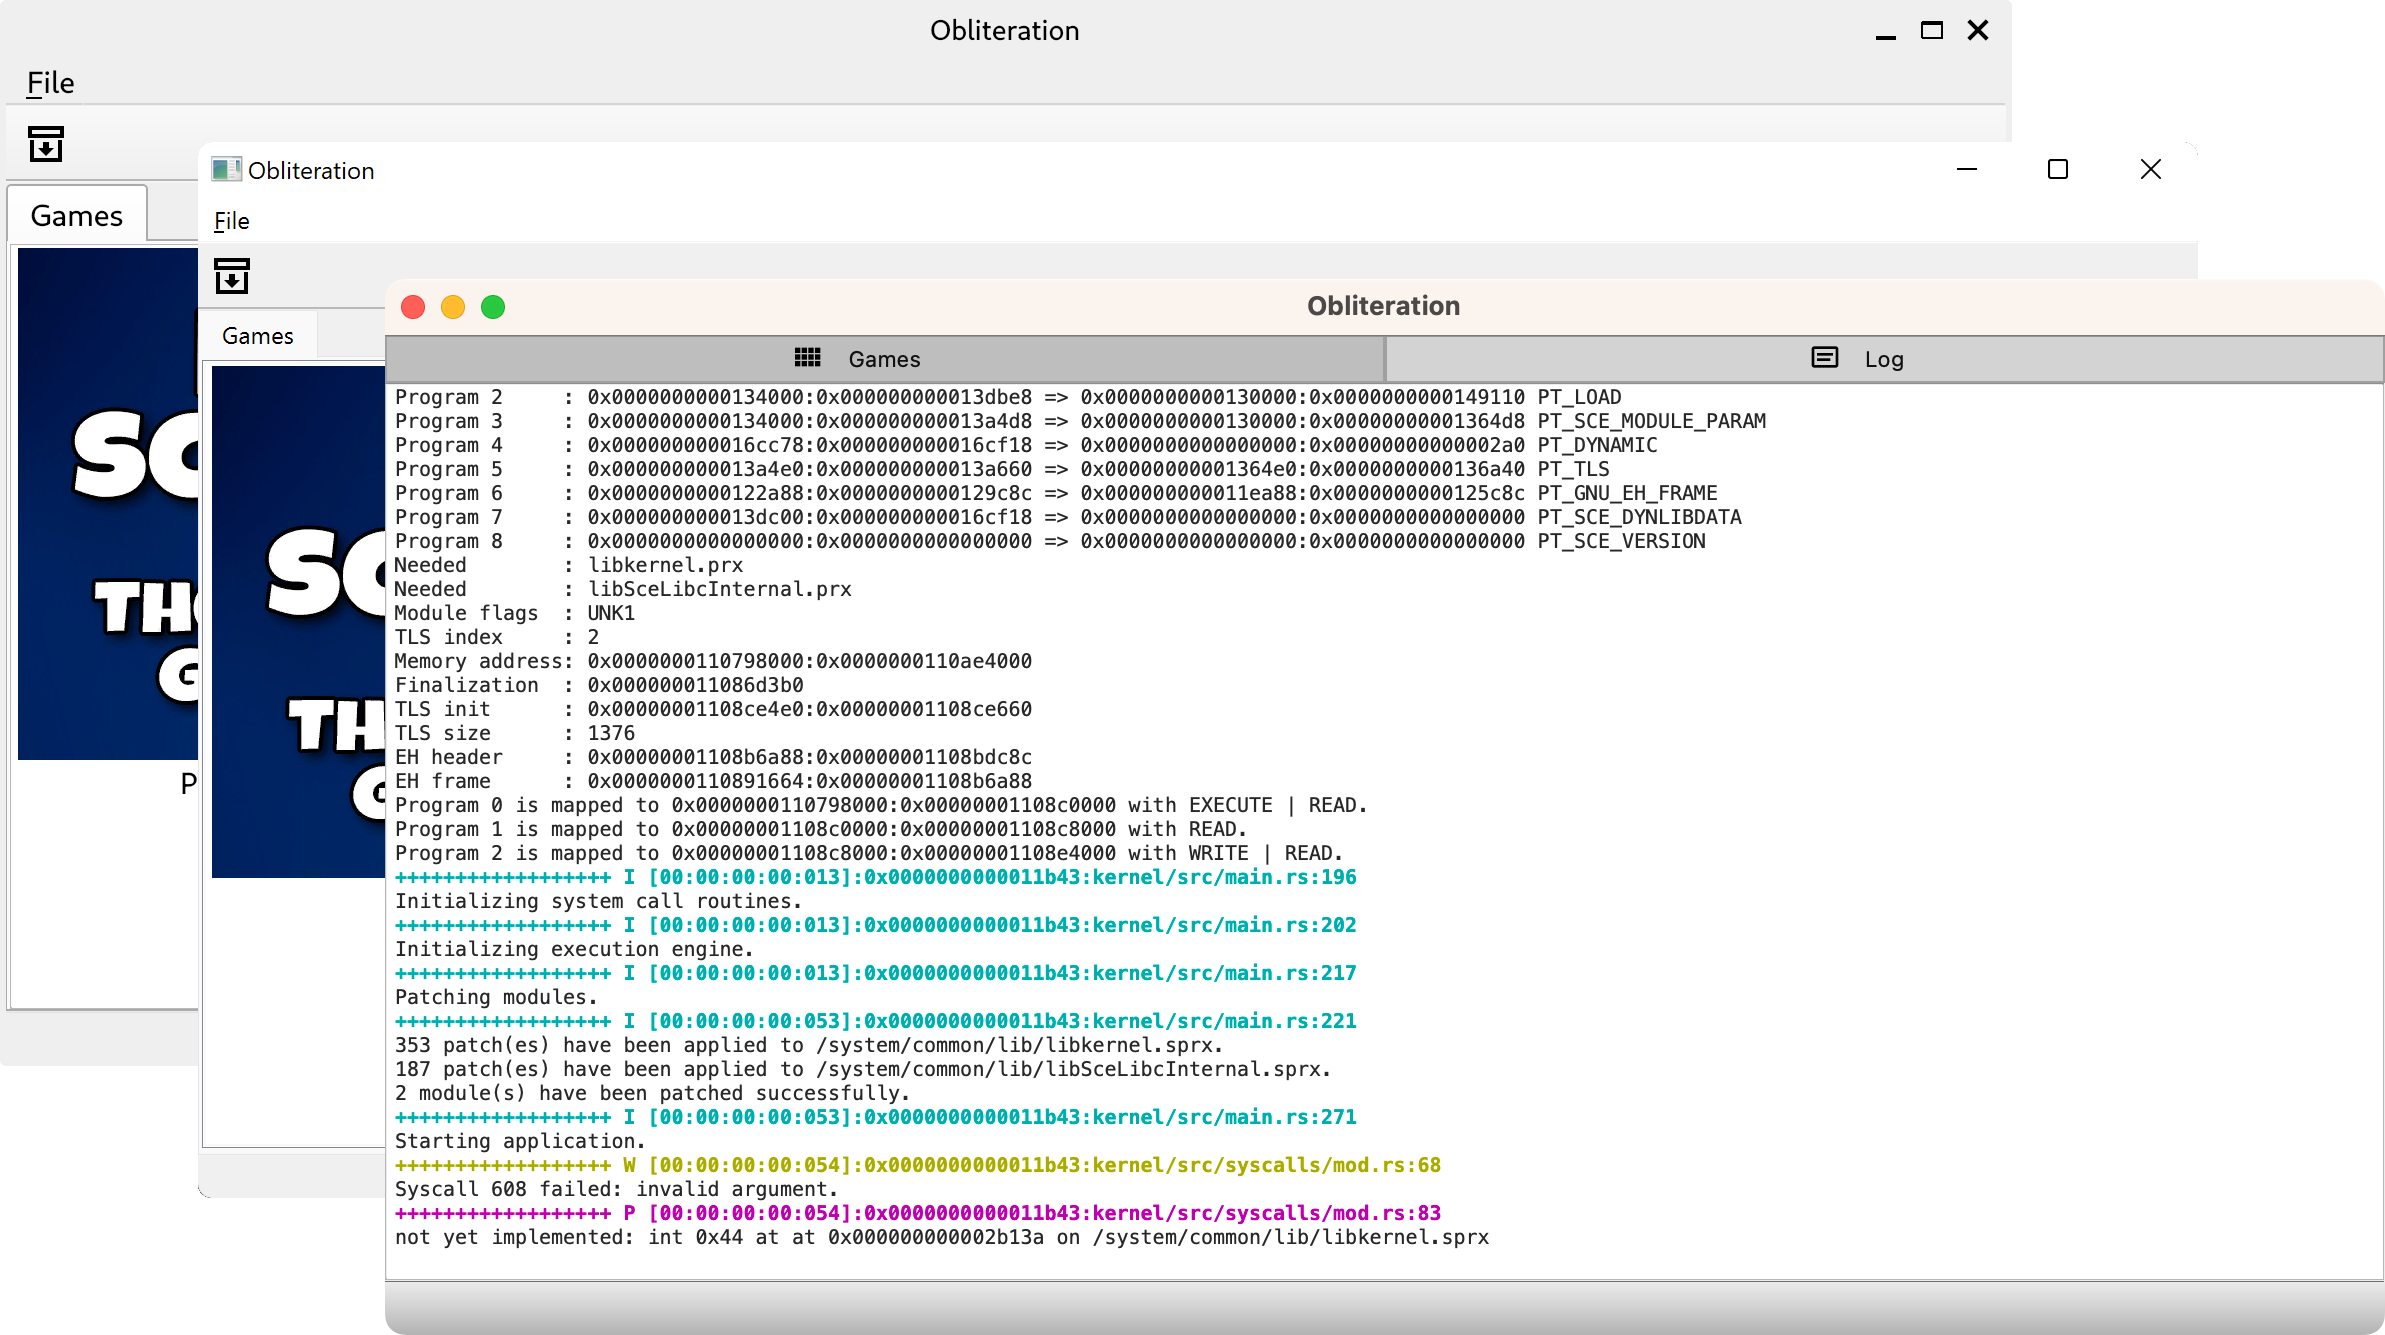 Obliteration
File
Games
SC
TH
G
P
Obliteration
File
Games
SC
TH
G
Obliteration
Games
Log
Program 2     : 0x0000000000134000:0x000000000013dbe8 => 0x0000000000130000:0x0000000000149110 PT_LOAD
Program 3     : 0x0000000000134000:0x000000000013a4d8 => 0x0000000000130000:0x00000000001364d8 PT_SCE_MODULE_PARAM
Program 4     : 0x000000000016cc78:0x000000000016cf18 => 0x0000000000000000:0x00000000000002a0 PT_DYNAMIC
Program 5     : 0x000000000013a4e0:0x000000000013a660 => 0x00000000001364e0:0x0000000000136a40 PT_TLS
Program 6     : 0x0000000000122a88:0x0000000000129c8c => 0x000000000011ea88:0x0000000000125c8c PT_GNU_EH_FRAME
Program 7     : 0x000000000013dc00:0x000000000016cf18 => 0x0000000000000000:0x0000000000000000 PT_SCE_DYNLIBDATA
Program 8     : 0x0000000000000000:0x0000000000000000 => 0x0000000000000000:0x0000000000000000 PT_SCE_VERSION
Needed        : libkernel.prx
Needed        : libSceLibcInternal.prx
Module flags  : UNK1
TLS index     : 2
Memory address: 0x0000000110798000:0x0000000110ae4000
Finalization  : 0x000000011086d3b0
TLS init      : 0x00000001108ce4e0:0x00000001108ce660
TLS size      : 1376
EH header     : 0x00000001108b6a88:0x00000001108bdc8c
EH frame      : 0x0000000110891664:0x00000001108b6a88
Program 0 is mapped to 0x0000000110798000:0x00000001108c0000 with EXECUTE | READ.
Program 1 is mapped to 0x00000001108c0000:0x00000001108c8000 with READ.
Program 2 is mapped to 0x00000001108c8000:0x00000001108e4000 with WRITE | READ.
++++++++++++++++++ I [00:00:00:00:013]:0x0000000000011b43:kernel/src/main.rs:196
Initializing system call routines.
++++++++++++++++++ I [00:00:00:00:013]:0x0000000000011b43:kernel/src/main.rs:202
Initializing execution engine.
++++++++++++++++++ I [00:00:00:00:013]:0x0000000000011b43:kernel/src/main.rs:217
Patching modules.
++++++++++++++++++ I [00:00:00:00:053]:0x0000000000011b43:kernel/src/main.rs:221
353 patch(es) have been applied to /system/common/lib/libkernel.sprx.
187 patch(es) have been applied to /system/common/lib/libSceLibcInternal.sprx.
2 module(s) have been patched successfully.
++++++++++++++++++ I [00:00:00:00:053]:0x0000000000011b43:kernel/src/main.rs:271
Starting application.
++++++++++++++++++ W [00:00:00:00:054]:0x0000000000011b43:kernel/src/syscalls/mod.rs:68
Syscall 608 failed: invalid argument.
++++++++++++++++++ P [00:00:00:00:054]:0x0000000000011b43:kernel/src/syscalls/mod.rs:83
not yet implemented: int 0x44 at at 0x000000000002b13a on /system/common/lib/libkernel.sprx